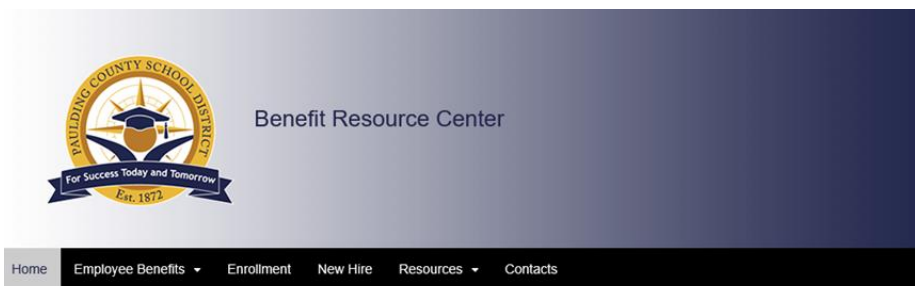 PAULDING COUNTY SCHOOL DISTRICT
Benefit Resource Center
For Success Today and Tomorrow
Est. 1872
Home Employee Benefits Enrollment New Hire Resources Contacts